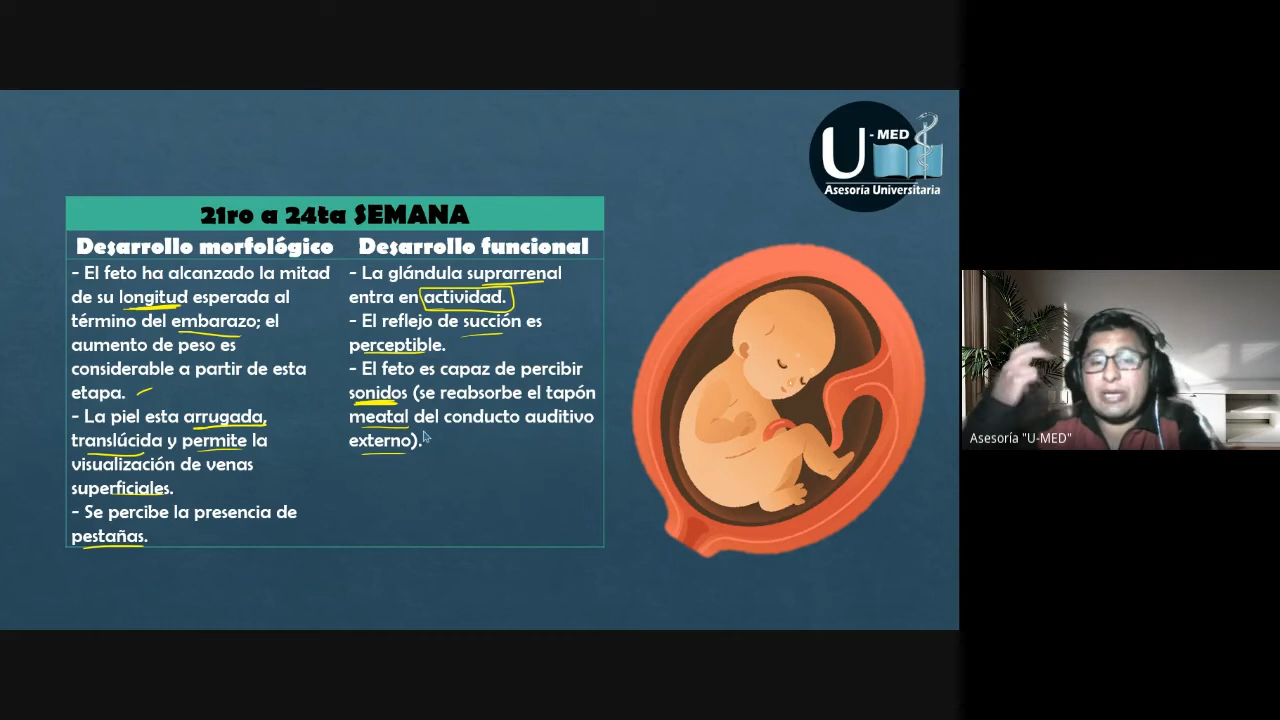 U - MED
Asesoría Universitaria
21ro a 24ta SEMANA
Desarrollo morfológico
- El feto ha alcanzado la mitad
de su longitud esperada al
término del embarazo; el
aumento de peso es
considerable a partir de esta
etapa.
- La piel esta arrugada,
translúcida y permite la
visualización de venas
superficiales.
- Se percibe la presencia de
pestañas.
Desarrollo funcional
- La glándula suprarrenal
entra en actividad.
- El reflejo de succión es
perceptible.
- El feto es capaz de percibir
sonidos (se reabsorbe el tapón
meatal del conducto auditivo
externo).
Asesoría "U-MED"